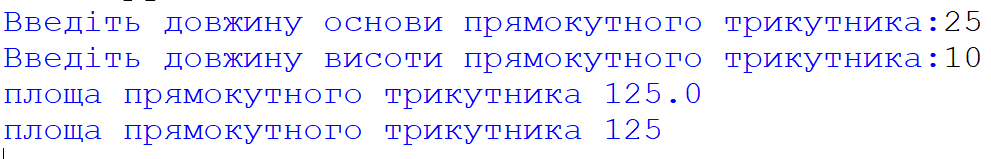 Введіть довжину основи прямокутного трикутника:25
Введіть довжину висоти прямокутного трикутника:10
площа прямокутного трикутника 125.0
площа прямокутного трикутника 125